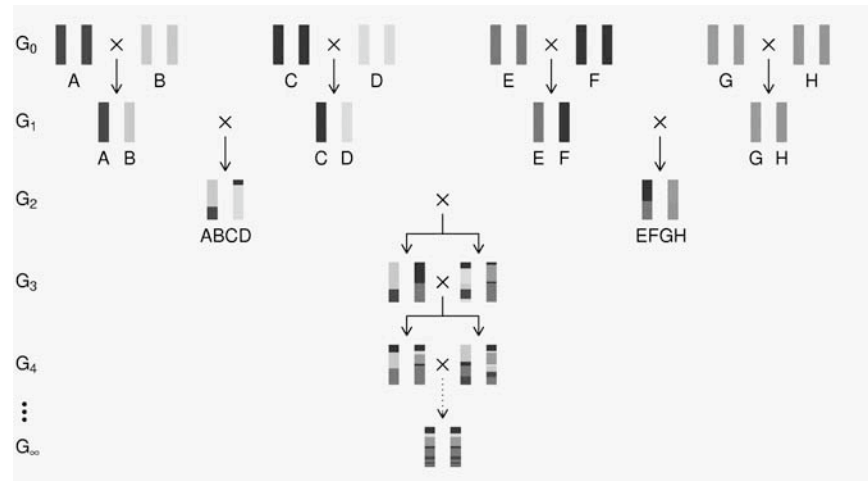 G₀
A B C D E F G H
G₁
A B C D E F G H
G₂
ABCD EFGH
G₃
G₄
G∞